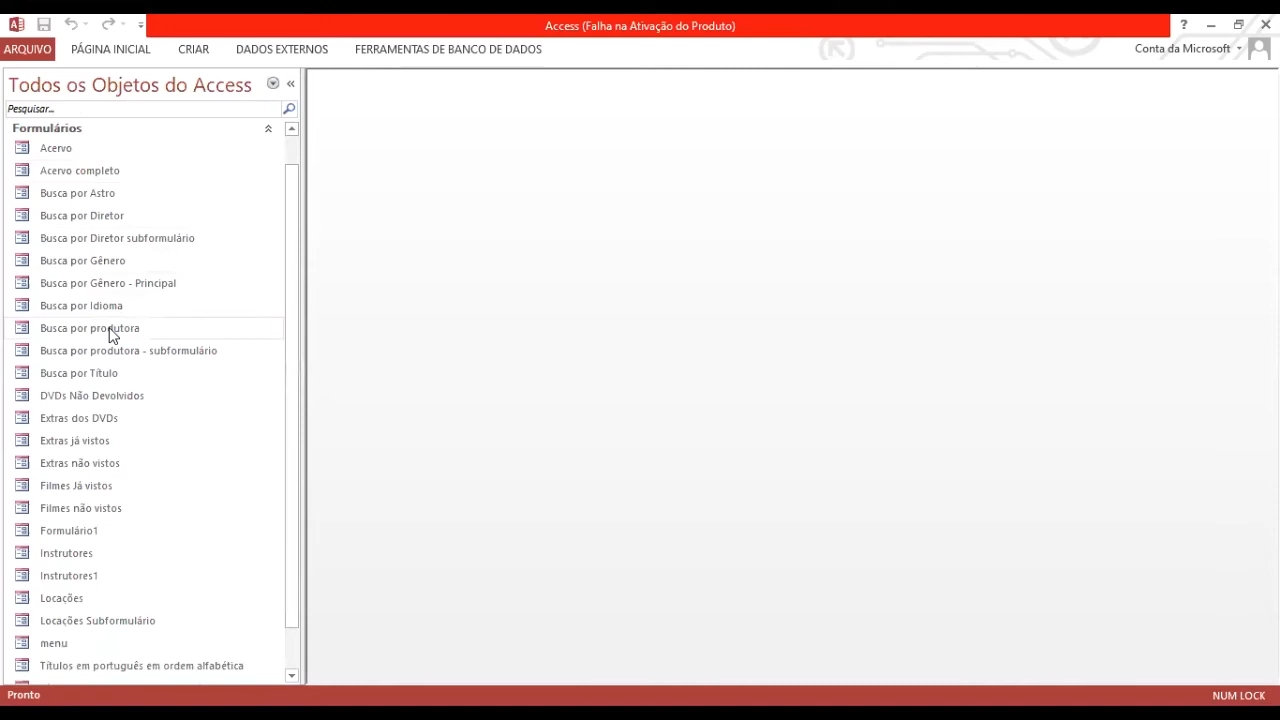 Access (Falha na Ativação do Produto)
?
ARQUIVO PÁGINA INICIAL CRIAR DADOS EXTERNOS FERRAMENTAS DE BANCO DE DADOS Conta da Microsoft
Todos os Objetos do Access «
Pesquisar...
Formulários
Acervo
Acervo completo
Busca por Astro
Busca por Diretor
Busca por Diretor subformulário
Busca por Gênero
Busca por Gênero - Principal
Busca por Idioma
Busca por produtora
Busca por produtora - subformulário
Busca por Título
DVDs Não Devolvidos
Extras dos DVDs
Extras já vistos
Extras não vistos
Filmes Já vistos
Filmes não vistos
Formulário1
Instrutores
Instrutores1
Locações
Locações Subformulário
menu
Títulos em português em ordem alfabética
Pronto NUM LOCK